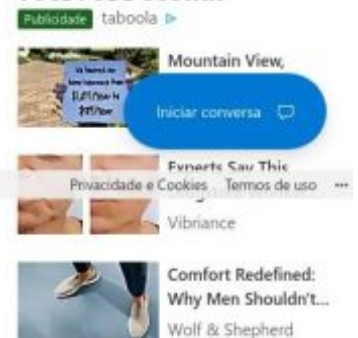 Publicidade taboola
Mountain View,
Iniciar conversa
Experts Say This
Privacidade e Cookies Termos de uso ...
Vibriance
Comfort Redefined:
Why Men Shouldn't...
Wolf & Shepherd